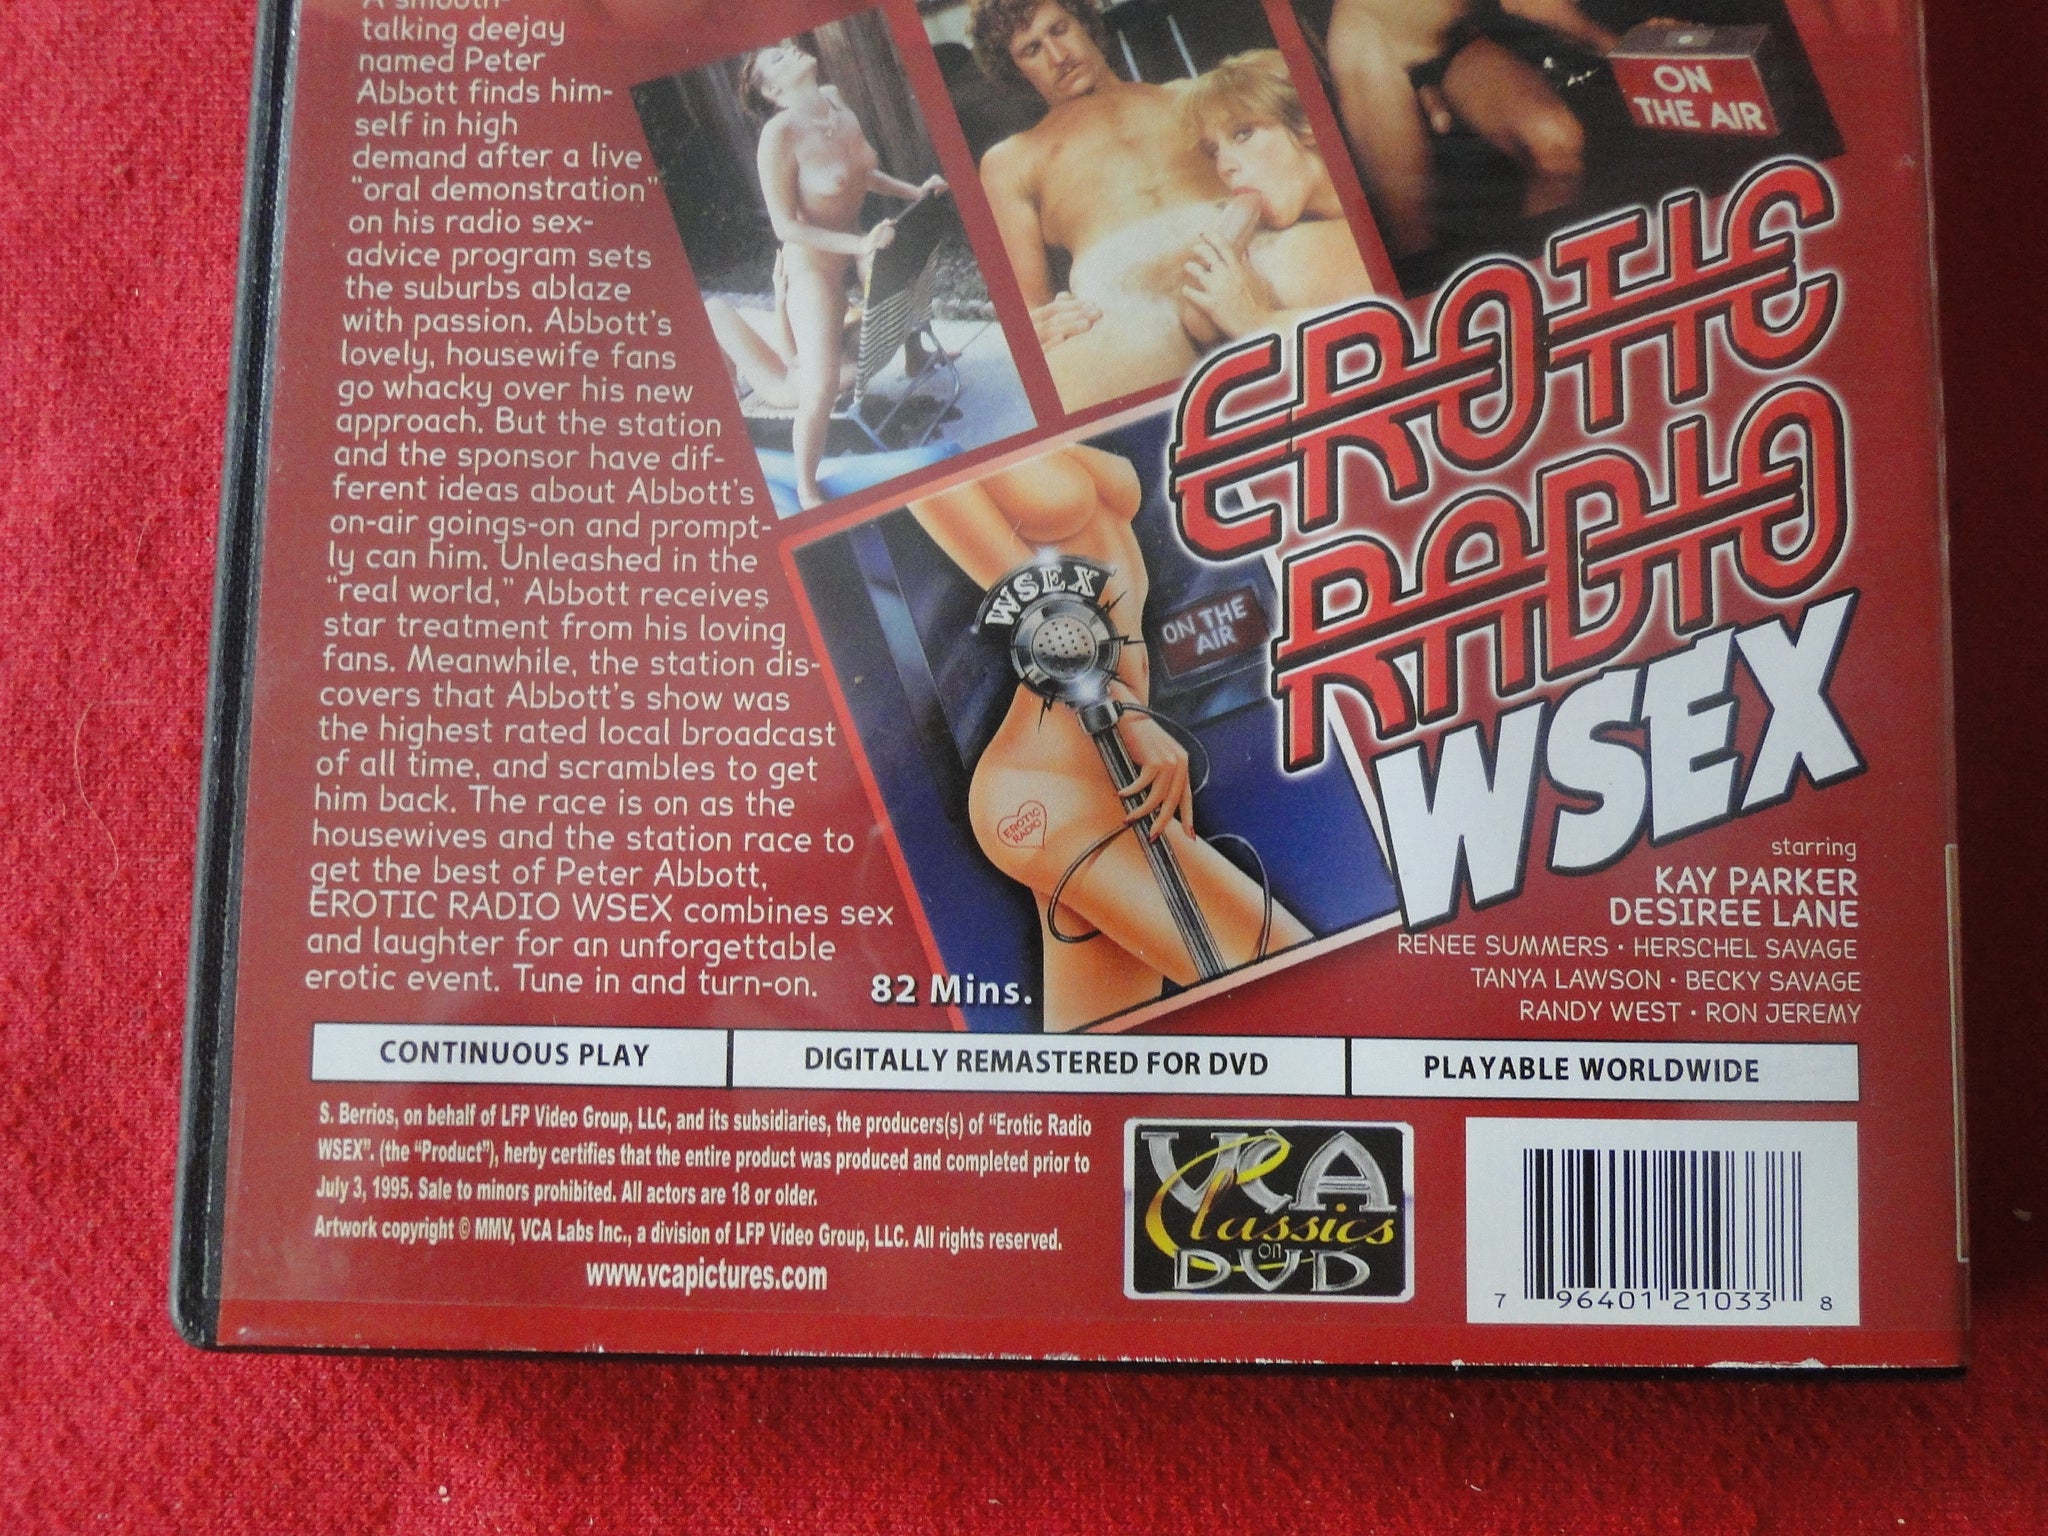 A smooth-
talking deejay
named Peter
Abbott finds him-
self in high
demand after a live
"oral demonstration"
on his radio sex-
advice program sets
the suburbs ablaze
with passion. Abbott's
lovely, housewife fans
go whacky over his new
approach. But the station
and the sponsor have dif-
ferent ideas about Abbott's
on-air goings-on and prompt-
ly can him. Unleashed in the
"real world," Abbott receives
star treatment from his loving
fans. Meanwhile, the station dis-
covers that Abbott's show was
the highest rated local broadcast
of all time, and scrambles to get
him back. The race is on as the
housewives and the station race to
get the best of Peter Abbott,
EROTIC RADIO WSEX combines sex
and laughter for an unforgettable
erotic event. Tune in and turn-on.
82 Mins.
ON
THE AIR
EROTIC
RADIO
WSEX
WSEX
ON THE
AIR
EROTIC
RADIO
starring
KAY PARKER
DESIREE LANE
RENEE SUMMERS • HERSCHEL SAVAGE
TANYA LAWSON • BECKY SAVAGE
RANDY WEST • RON JEREMY
CONTINUOUS PLAY
DIGITALLY REMASTERED FOR DVD
PLAYABLE WORLDWIDE
S. Berrios, on behalf of LFP Video Group, LLC, and its subsidiaries, the producers(s) of "Erotic Radio
WSEX". (the "Product"), herby certifies that the entire product was produced and completed prior to
July 3, 1995. Sale to minors prohibited. All actors are 18 or older.
Artwork copyright © MMV, VCA Labs Inc., a division of LFP Video Group, LLC. All rights reserved.
www.vcapictures.com
VCA
Classics
on
DVD
7 96401 21033 8